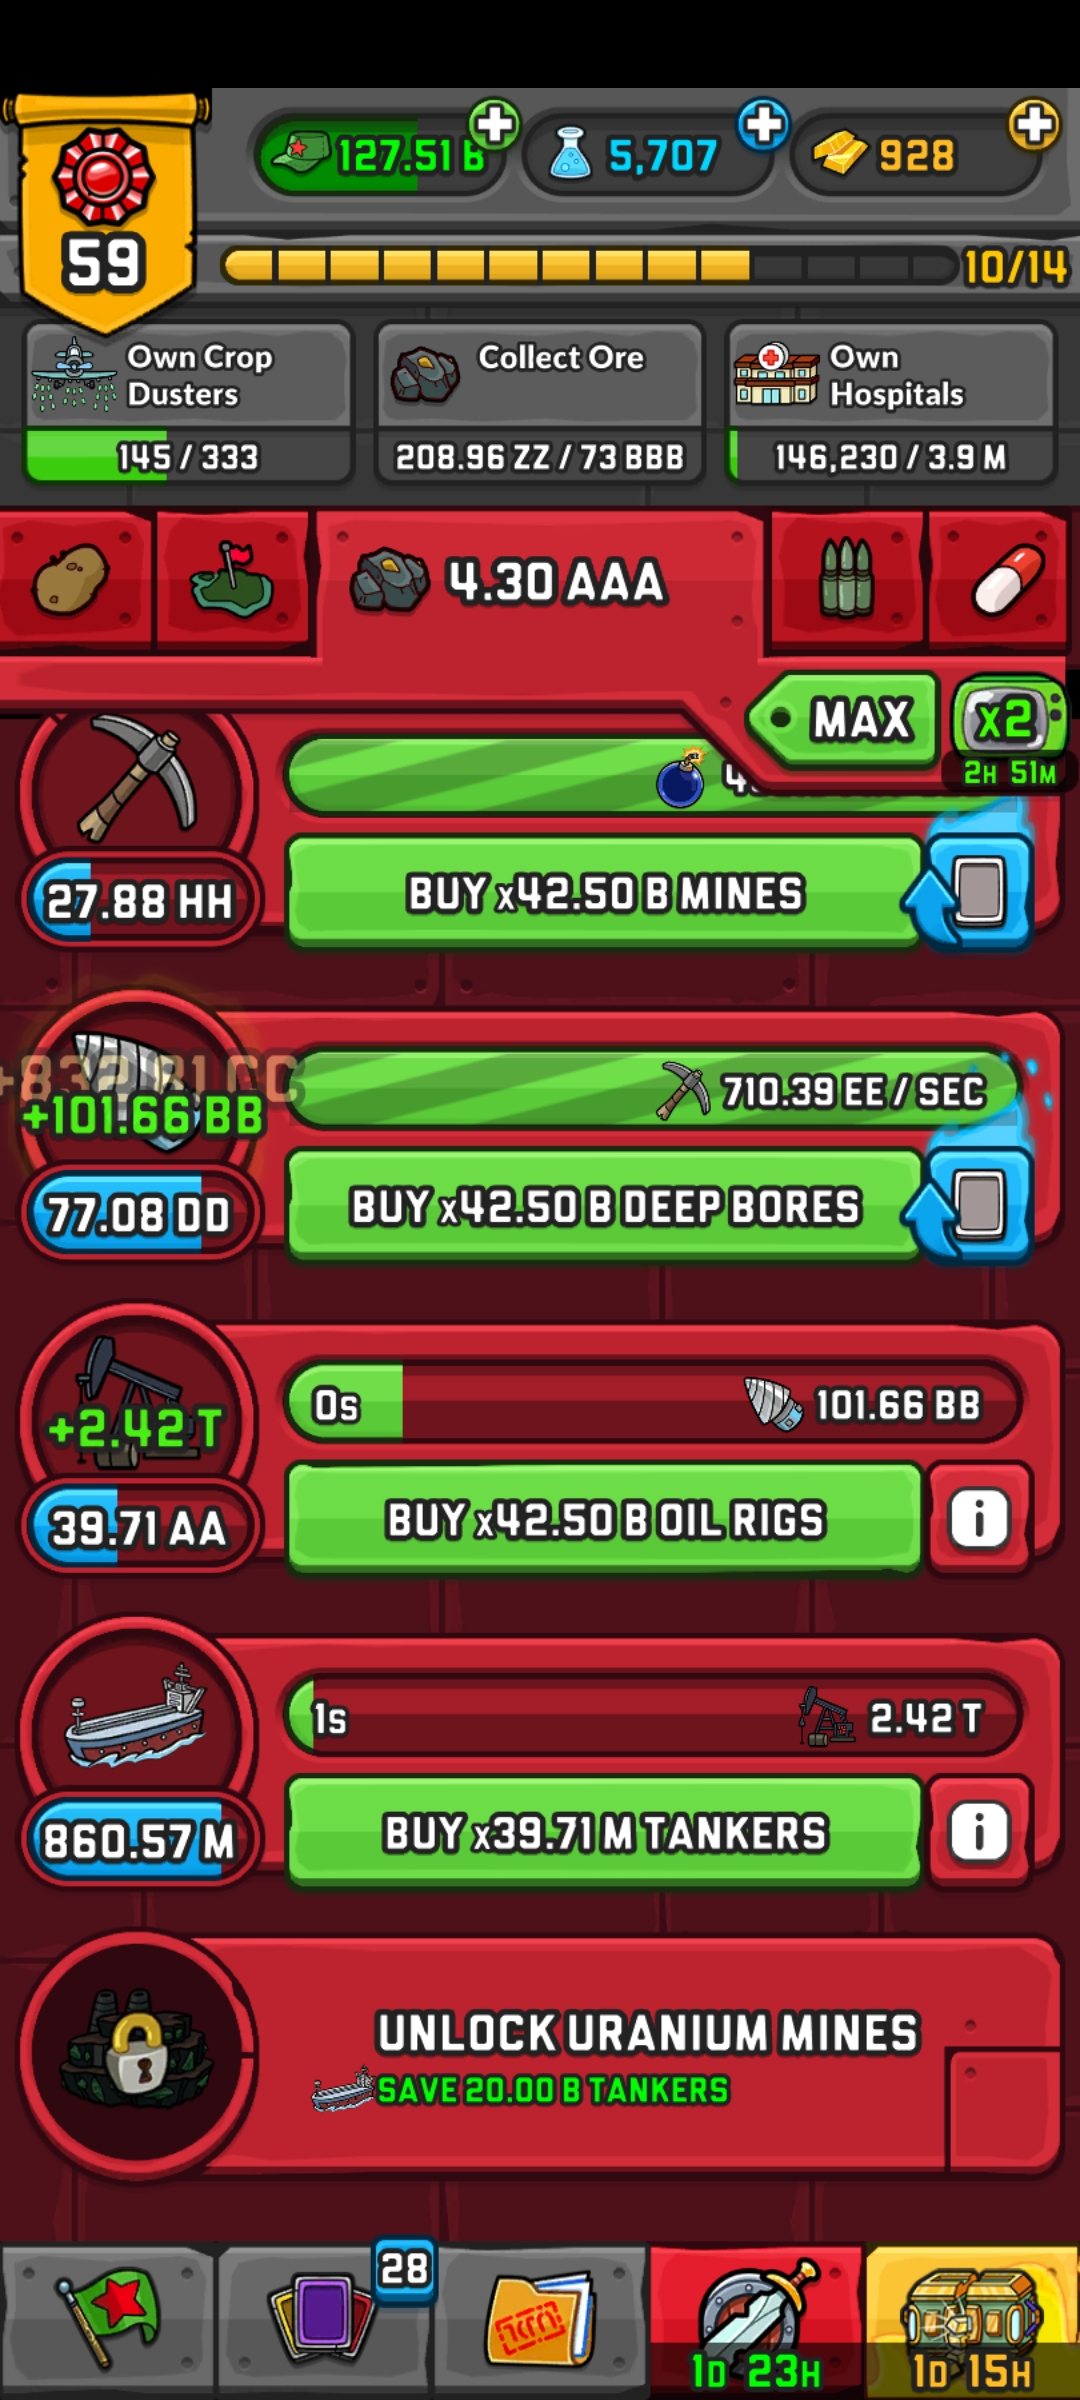 127.51 B
5,707
928
59
10/14
Own Crop
Dusters
145 / 333
Collect Ore
208.96 ZZ / 73 BBB
Own
Hospitals
146,230 / 3.9 M
4.30 AAA
MAX
x2
2H 51M
27.88 HH
BUY x42.50 B MINES
+101.66 BB
710.39 EE / SEC
77.08 DD
BUY x42.50 B DEEP BORES
+2.42 T
0s
101.66 BB
39.71 AA
BUY x42.50 B OIL RIGS
i
1s
2.42 T
860.57 M
BUY x39.71 M TANKERS
i
UNLOCK URANIUM MINES
SAVE 20.00 B TANKERS
28
1D 23H
1D 15H